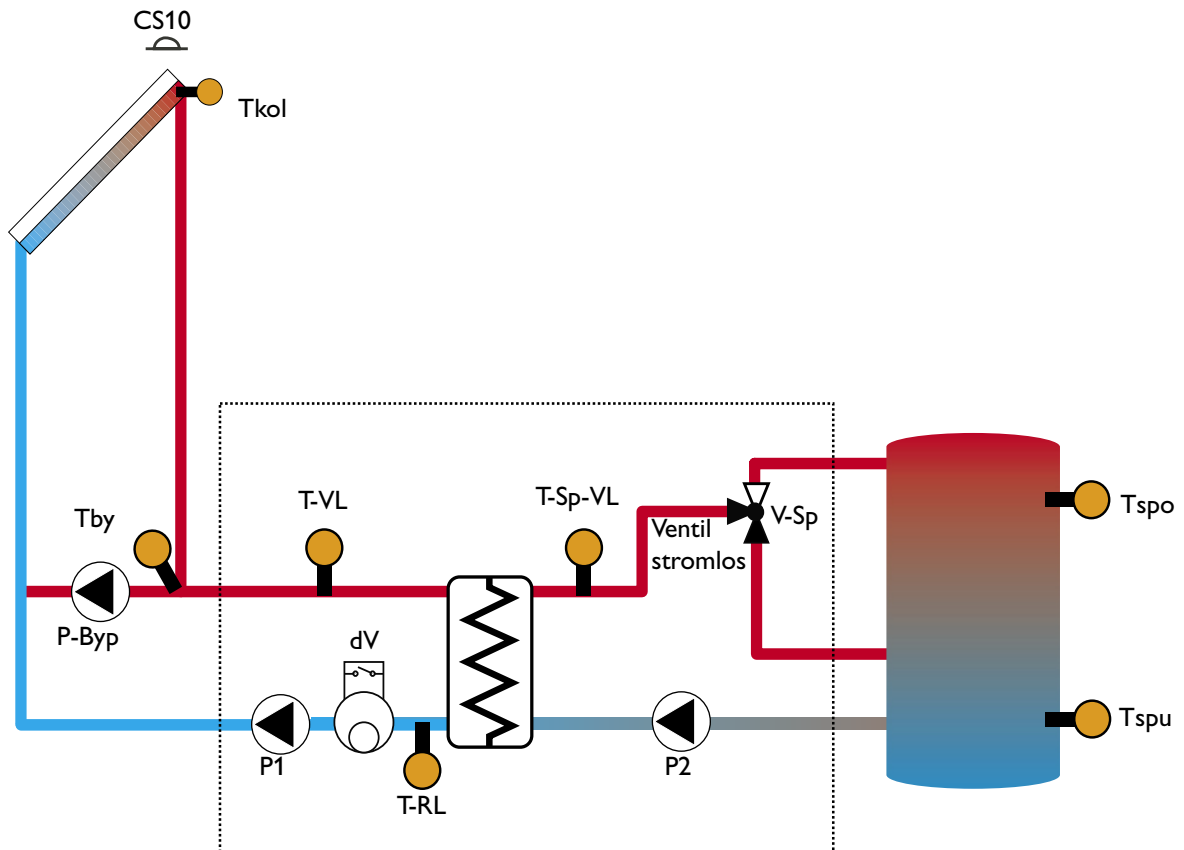 CS10
Tkol
T-VL
T-Sp-VL
Tby
V-Sp
Tspo
Ventil
stromlos
P-Byp
dV
Tspu
P1
P2
T-RL